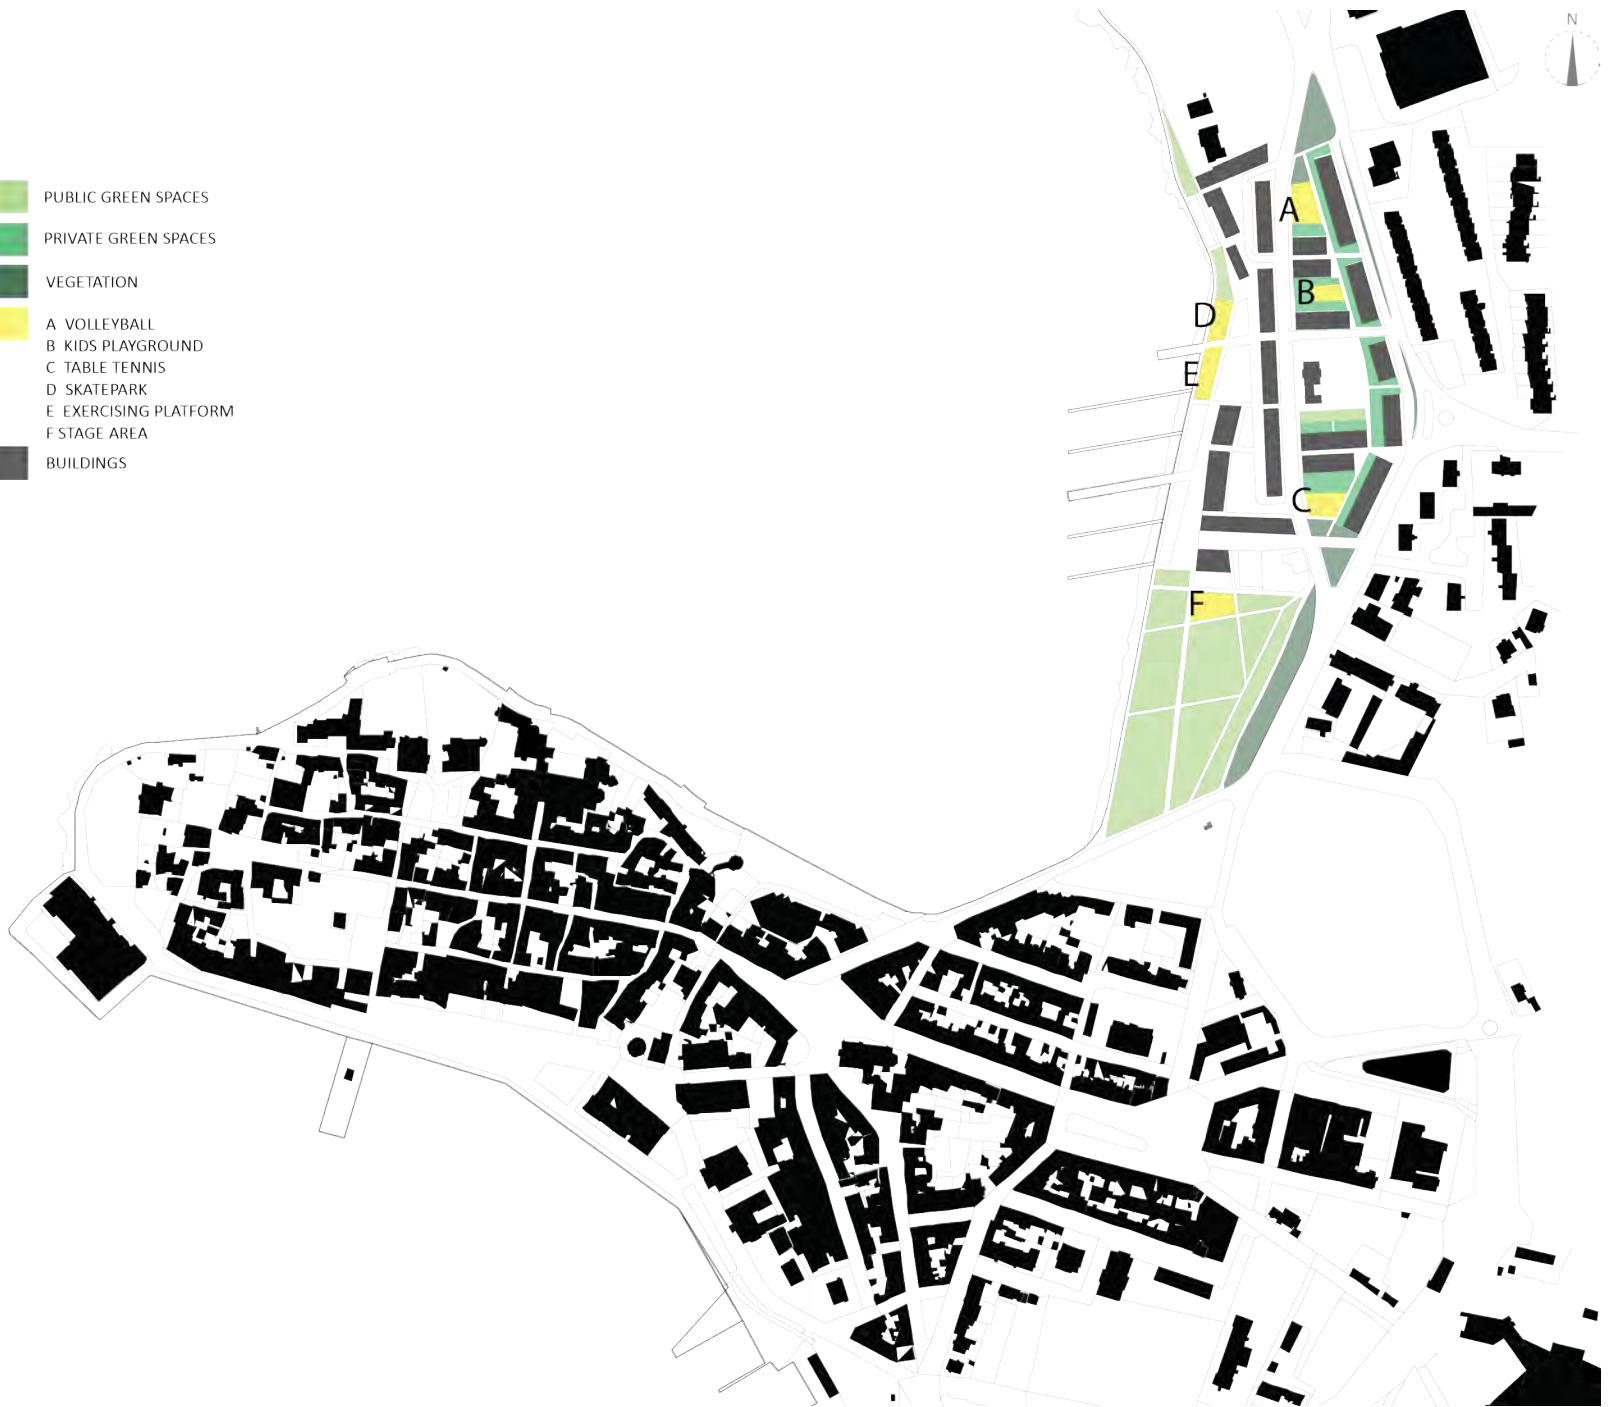 N
PUBLIC GREEN SPACES
PRIVATE GREEN SPACES
VEGETATION
A VOLLEYBALL
B KIDS PLAYGROUND
C TABLE TENNIS
D SKATEPARK
E EXERCISING PLATFORM
F STAGE AREA
BUILDINGS
A
B
D
E
C
F